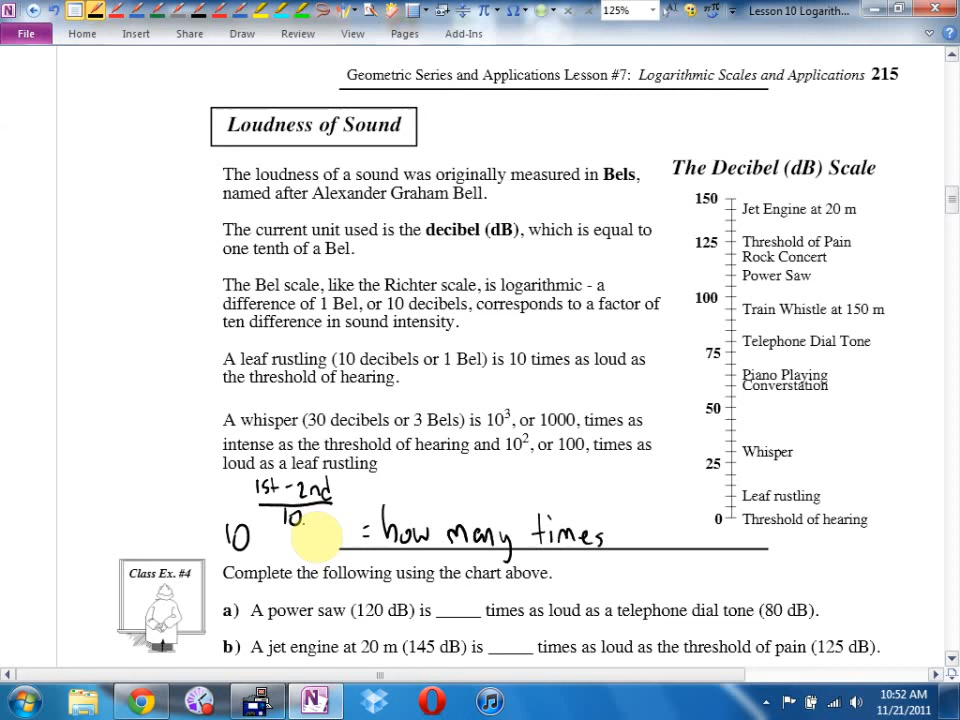 125%
Lesson 10 Logarith...
File Home Insert Share Draw Review View Pages Add-Ins
Geometric Series and Applications Lesson #7: Logarithmic Scales and Applications 215
Loudness of Sound
The loudness of a sound was originally measured in Bels,
named after Alexander Graham Bell.
The current unit used is the decibel (dB), which is equal to
one tenth of a Bel.
The Bel scale, like the Richter scale, is logarithmic - a
difference of 1 Bel, or 10 decibels, corresponds to a factor of
ten difference in sound intensity.
A leaf rustling (10 decibels or 1 Bel) is 10 times as loud as
the threshold of hearing.
A whisper (30 decibels or 3 Bels) is 10³, or 1000, times as
intense as the threshold of hearing and 10², or 100, times as
loud as a leaf rustling
The Decibel (dB) Scale
150
Jet Engine at 20 m
125 Threshold of Pain
Rock Concert
Power Saw
100
Train Whistle at 150 m
Telephone Dial Tone
75
Piano Playing
Converstation
50
Whisper
25
Leaf rustling
0 Threshold of hearing
1st - 2nd
10
10 = how many times
Class Ex. #4
Complete the following using the chart above.
a) A power saw (120 dB) is _____ times as loud as a telephone dial tone (80 dB).
b) A jet engine at 20 m (145 dB) is _____ times as loud as the threshold of pain (125 dB).
10:52 AM
11/21/2011